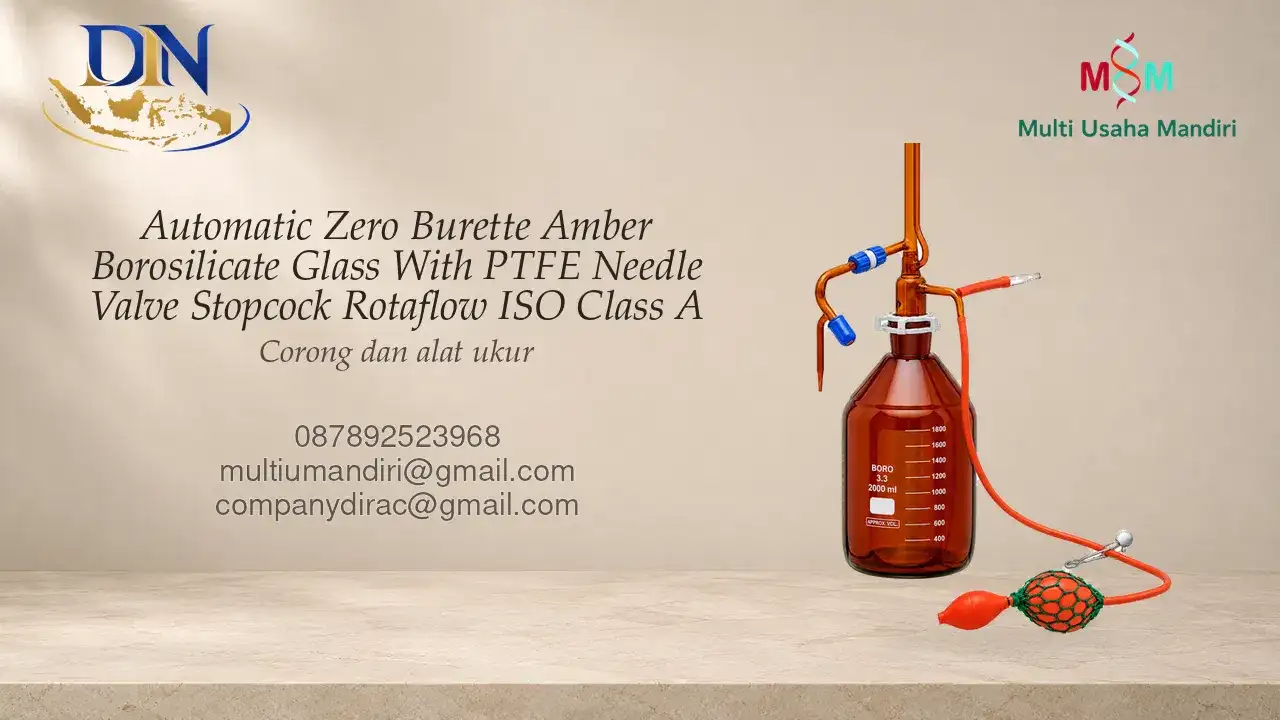 DN
M M
Multi Usaha Mandiri
Automatic Zero Burette Amber
Borosilicate Glass With PTFE Needle
Valve Stopcock Rotaflow ISO Class A
Corong dan alat ukur
087892523968
multiumandiri@gmail.com
companydirac@gmail.com
BORO
3.3
2000 ml
APPROX. VOL.
1800
1600
1400
1200
1000
800
600
400